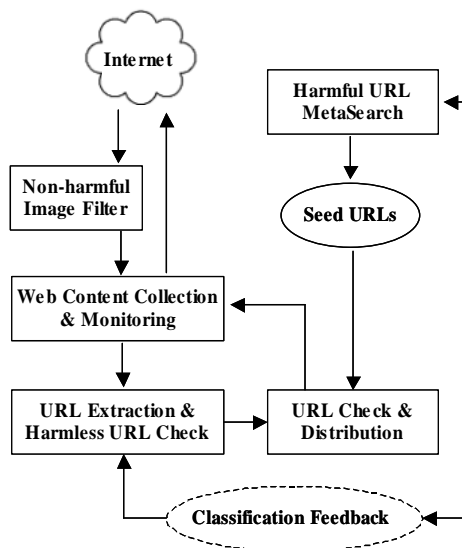 Internet
Harmful URL
MetaSearch
Non-harmful
Image Filter
Seed URLs
Web Content Collection
& Monitoring
URL Extraction &
Harmless URL Check
URL Check &
Distribution
Classification Feedback